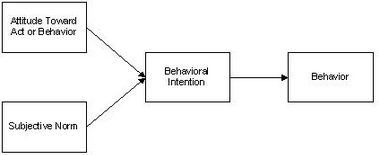 Attitude Toward
Act or Behavior
Behavioral
Intention
Behavior
Subjective Norm